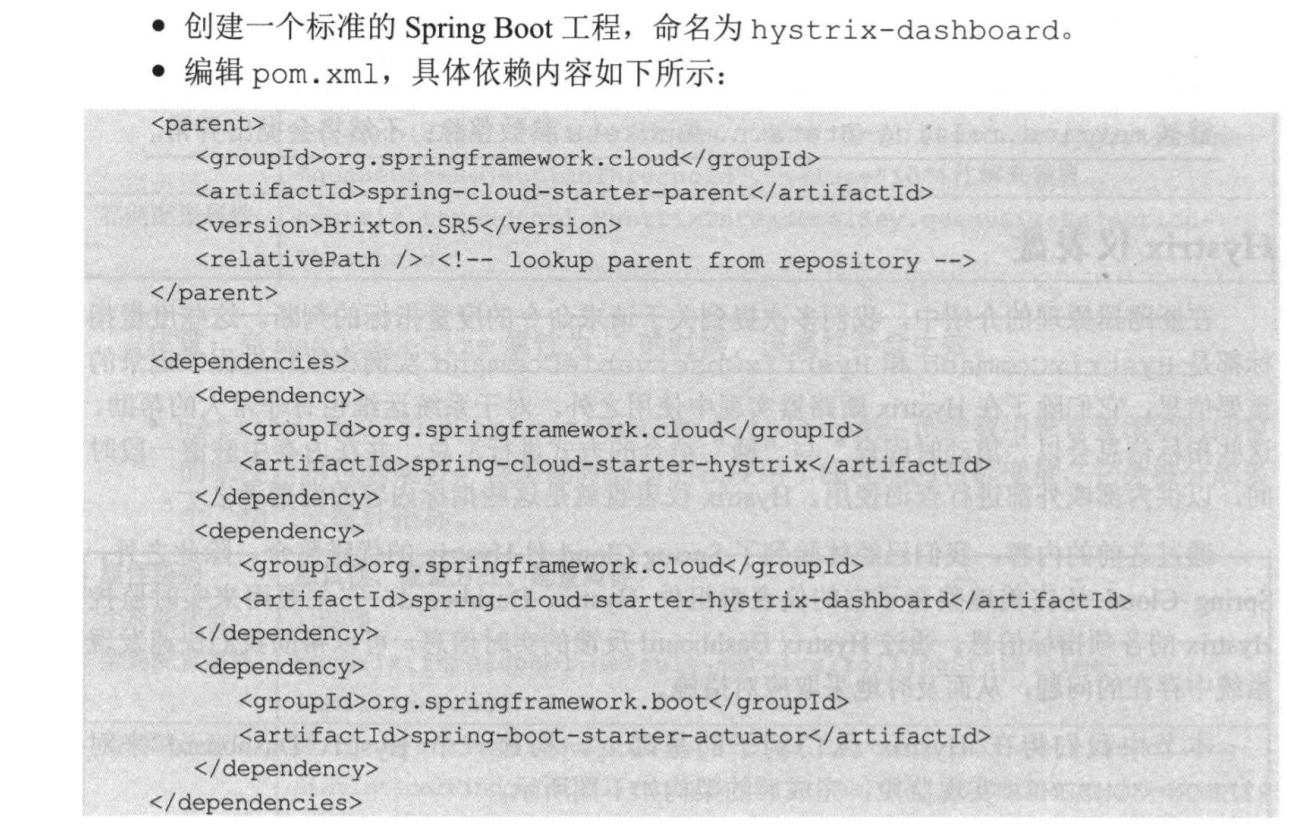 • 创建一个标准的 Spring Boot 工程，命名为 hystrix-dashboard。
• 编辑 pom.xml，具体依赖内容如下所示：
<parent>
    <groupId>org.springframework.cloud</groupId>
    <artifactId>spring-cloud-starter-parent</artifactId>
    <version>Brixton.SR5</version>
    <relativePath /> <!-- lookup parent from repository -->
</parent>
<dependencies>
    <dependency>
        <groupId>org.springframework.cloud</groupId>
        <artifactId>spring-cloud-starter-hystrix</artifactId>
    </dependency>
    <dependency>
        <groupId>org.springframework.cloud</groupId>
        <artifactId>spring-cloud-starter-hystrix-dashboard</artifactId>
    </dependency>
    <dependency>
        <groupId>org.springframework.boot</groupId>
        <artifactId>spring-boot-starter-actuator</artifactId>
    </dependency>
</dependencies>